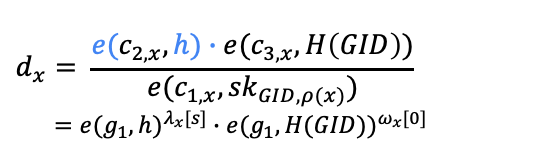 d_x = e(c_{2,x}, h) · e(c_{3,x}, H(GID)) / e(c_{1,x}, sk_{GID,ρ(x)})
= e(g_1, h)^{λ_x[s]} · e(g_1, H(GID))^{ω_x[0]}